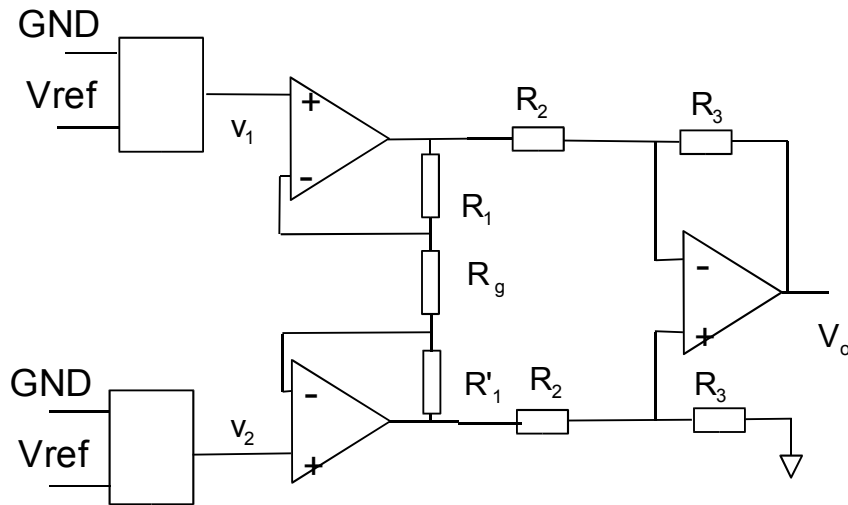 GND
Vref
v1
+
-
R1
Rg
R2
R3
-
+
Vo
GND
Vref
v2
-
+
R'1
R2
R3